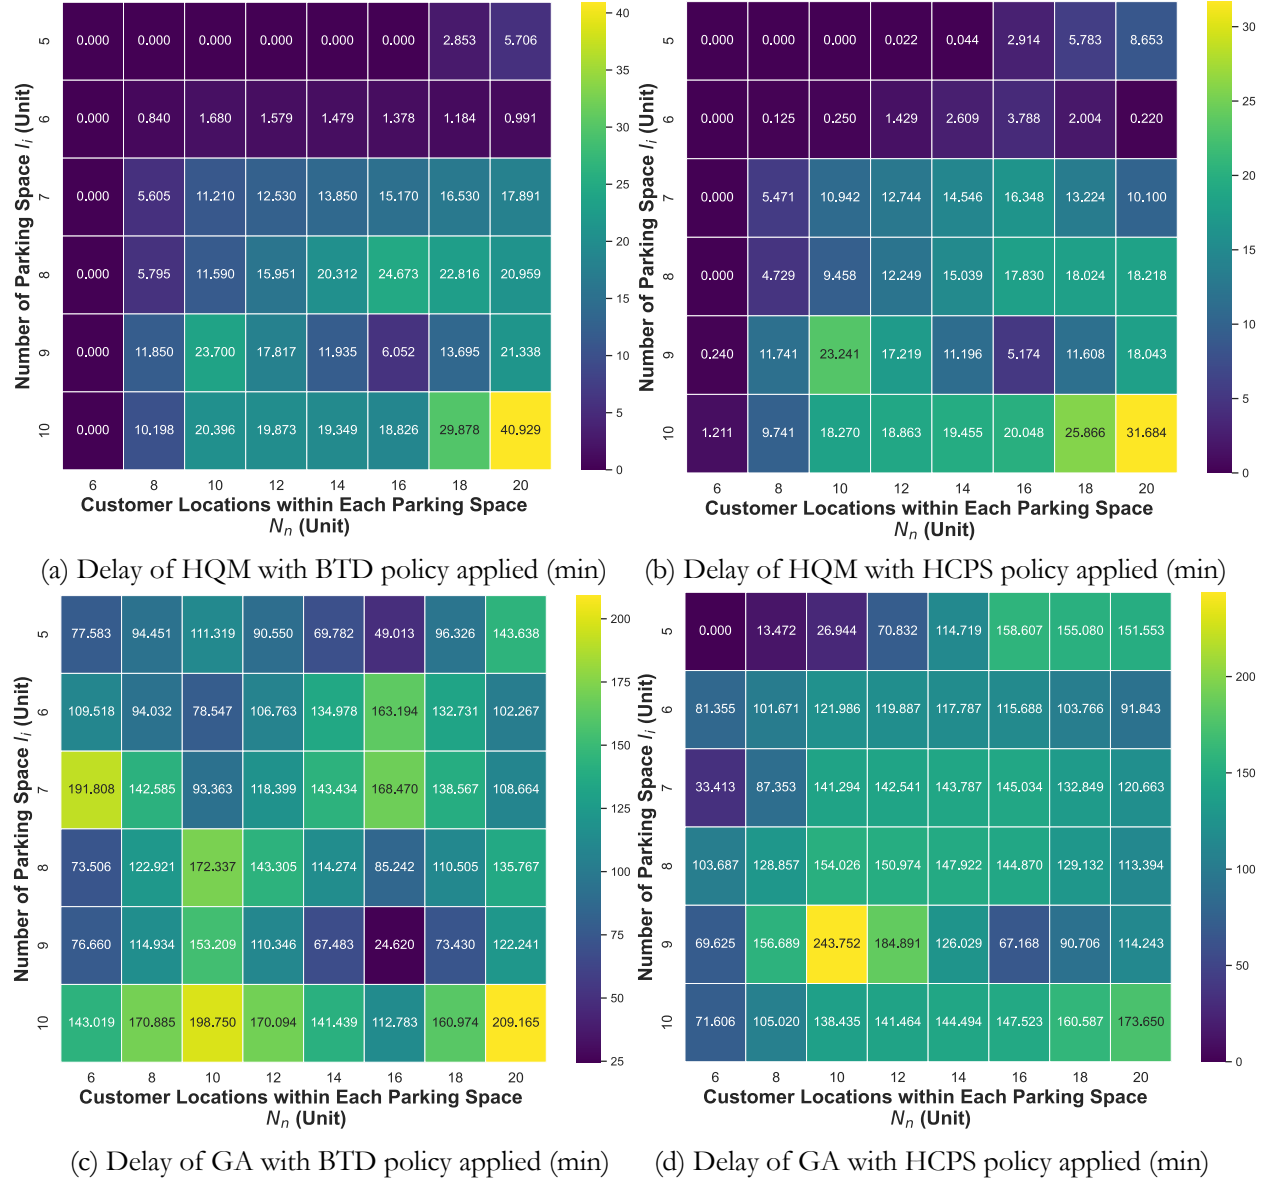 Number of Parking Space I_i (Unit)
5 0.000 0.000 0.000 0.000 0.000 0.000 2.853 5.706
6 0.000 0.840 1.680 1.579 1.479 1.378 1.184 0.991
7 0.000 5.605 11.210 12.530 13.850 15.170 16.530 17.891
8 0.000 5.795 11.590 15.951 20.312 24.673 22.816 20.959
9 0.000 11.850 23.700 17.817 11.935 6.052 13.695 21.338
10 0.000 10.198 20.396 19.873 19.349 18.826 29.878 40.929
6 8 10 12 14 16 18 20
Customer Locations within Each Parking Space
N_n (Unit)
40
35
30
25
20
15
10
5
0
(a) Delay of HQM with BTD policy applied (min)
Number of Parking Space I_i (Unit)
5 0.000 0.000 0.000 0.022 0.044 2.914 5.783 8.653
6 0.000 0.125 0.250 1.429 2.609 3.788 2.004 0.220
7 0.000 5.471 10.942 12.744 14.546 16.348 13.224 10.100
8 0.000 4.729 9.458 12.249 15.039 17.830 18.024 18.218
9 0.240 11.741 23.241 17.219 11.196 5.174 11.608 18.043
10 1.211 9.741 18.270 18.863 19.455 20.048 25.866 31.684
6 8 10 12 14 16 18 20
Customer Locations within Each Parking Space
N_n (Unit)
30
25
20
15
10
5
0
(b) Delay of HQM with HCPS policy applied (min)
Number of Parking Space I_i (Unit)
5 77.583 94.451 111.319 90.550 69.782 49.013 96.326 143.638
6 109.518 94.032 78.547 106.763 134.978 163.194 132.731 102.267
7 191.808 142.585 93.363 118.399 143.434 168.470 138.567 108.664
8 73.506 122.921 172.337 143.305 114.274 85.242 110.505 135.767
9 76.660 114.934 153.209 110.346 67.483 24.620 73.430 122.241
10 143.019 170.885 198.750 170.094 141.439 112.783 160.974 209.165
6 8 10 12 14 16 18 20
Customer Locations within Each Parking Space
N_n (Unit)
200
175
150
125
100
75
50
25
(c) Delay of GA with BTD policy applied (min)
Number of Parking Space I_i (Unit)
5 0.000 13.472 26.944 70.832 114.719 158.607 155.080 151.553
6 81.355 101.671 121.986 119.887 117.787 115.688 103.766 91.843
7 33.413 87.353 141.294 142.541 143.787 145.034 132.849 120.663
8 103.687 128.857 154.026 150.974 147.922 144.870 129.132 113.394
9 69.625 156.689 243.752 184.891 126.029 67.168 90.706 114.243
10 71.606 105.020 138.435 141.464 144.494 147.523 160.587 173.650
6 8 10 12 14 16 18 20
Customer Locations within Each Parking Space
N_n (Unit)
200
150
100
50
0
(d) Delay of GA with HCPS policy applied (min)